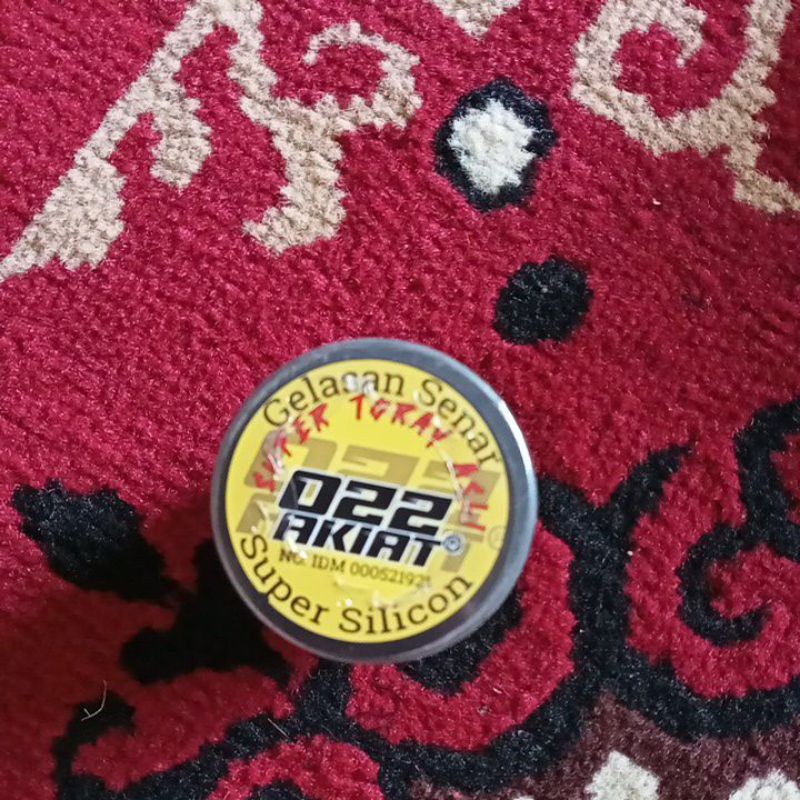 Gelasan Senar
SUPER TORAY ASLI
022
AKIAT®
NO. IDM 000521921
Super Silicon